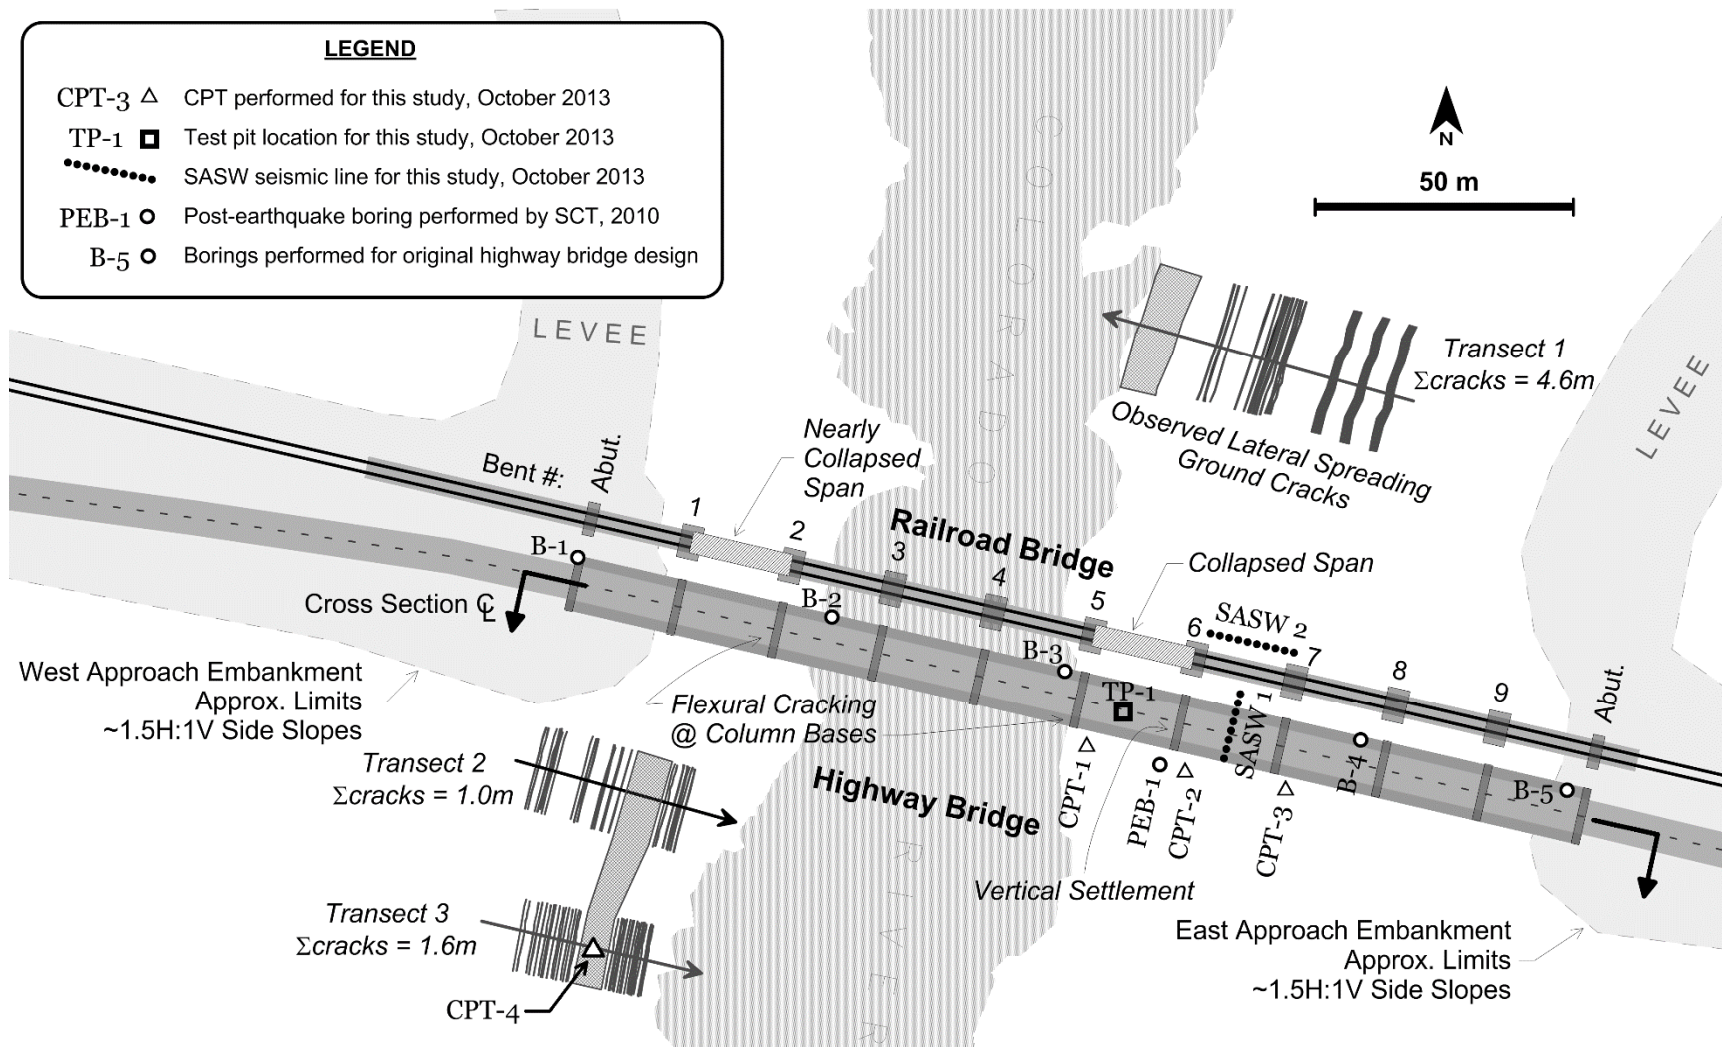 LEGEND
CPT-3 CPT performed for this study, October 2013
TP-1 Test pit location for this study, October 2013
SASW seismic line for this study, October 2013
PEB-1 Post-earthquake boring performed by SCT, 2010
B-5 Borings performed for original highway bridge design
N
50 m
COLORADO
RIVER
LEVEE
LEVEE
Transect 1
Σcracks = 4.6m
Observed Lateral Spreading
Ground Cracks
Nearly
Collapsed
Span
Bent #:
Abut.
1
2
3
4
5
6
7
8
9
Abut.
Railroad Bridge
Collapsed Span
SASW 2
B-1
B-2
B-3
TP-1
SASW 1
B-4
B-5
Cross Section ℄
West Approach Embankment
Approx. Limits
~1.5H:1V Side Slopes
Flexural Cracking
@ Column Bases
Highway Bridge
CPT-1
PEB-1
CPT-2
CPT-3
Vertical Settlement
Transect 2
Σcracks = 1.0m
Transect 3
Σcracks = 1.6m
CPT-4
East Approach Embankment
Approx. Limits
~1.5H:1V Side Slopes